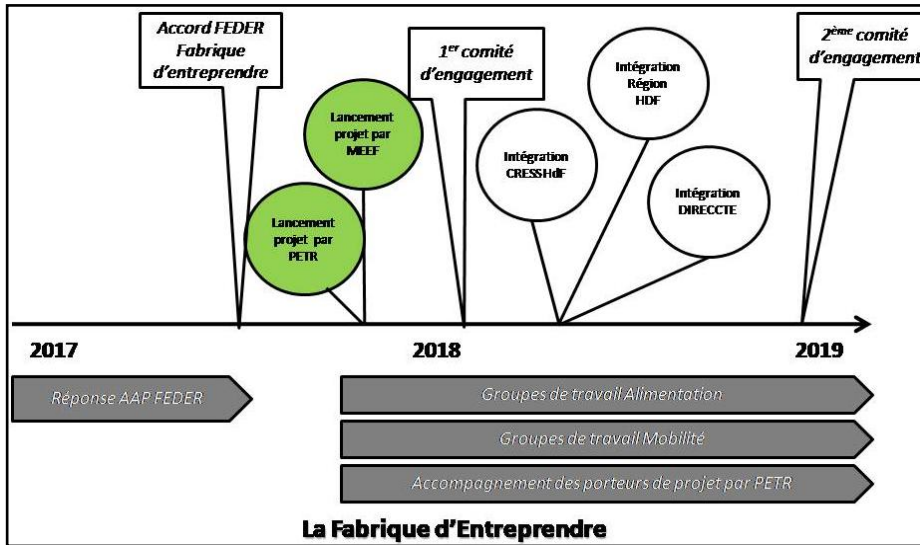 Accord FEDER
Fabrique
d'entreprendre
1er comité
d'engagement
2ème comité
d'engagement
Lancement
projet par
MEEF
Lancement
projet par
PETR
Intégration
CRESSHdF
Intégration
Région
HDF
Intégration
DIRECCTE
2017
2018
2019
Réponse AAP FEDER
Groupes de travail Alimentation
Groupes de travail Mobilité
Accompagnement des porteurs de projet par PETR
La Fabrique d'Entreprendre